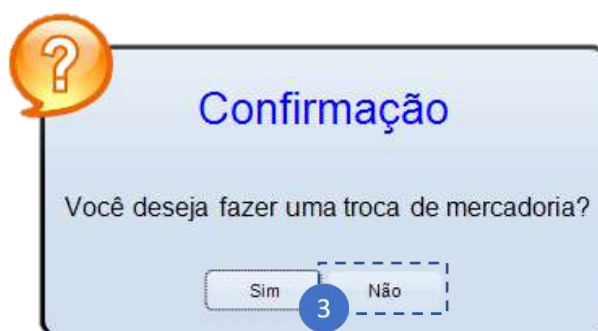 ?
Confirmação
Você deseja fazer uma troca de mercadoria?
Sim
3
Não